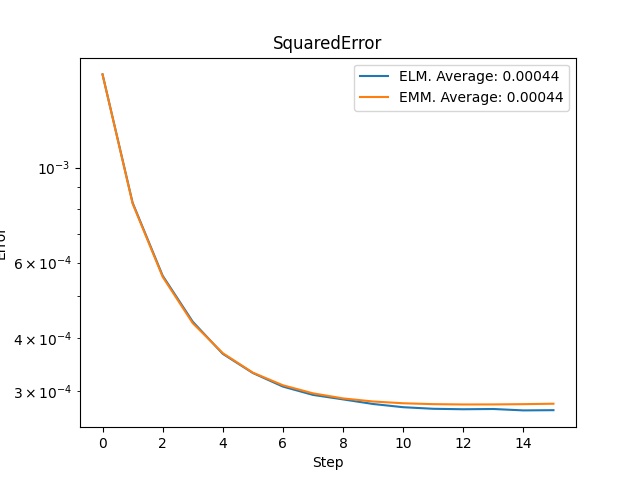 SquaredError
ELM. Average: 0.00044
EMM. Average: 0.00044
Error
10⁻³
6 × 10⁻⁴
4 × 10⁻⁴
3 × 10⁻⁴
0 2 4 6 8 10 12 14
Step